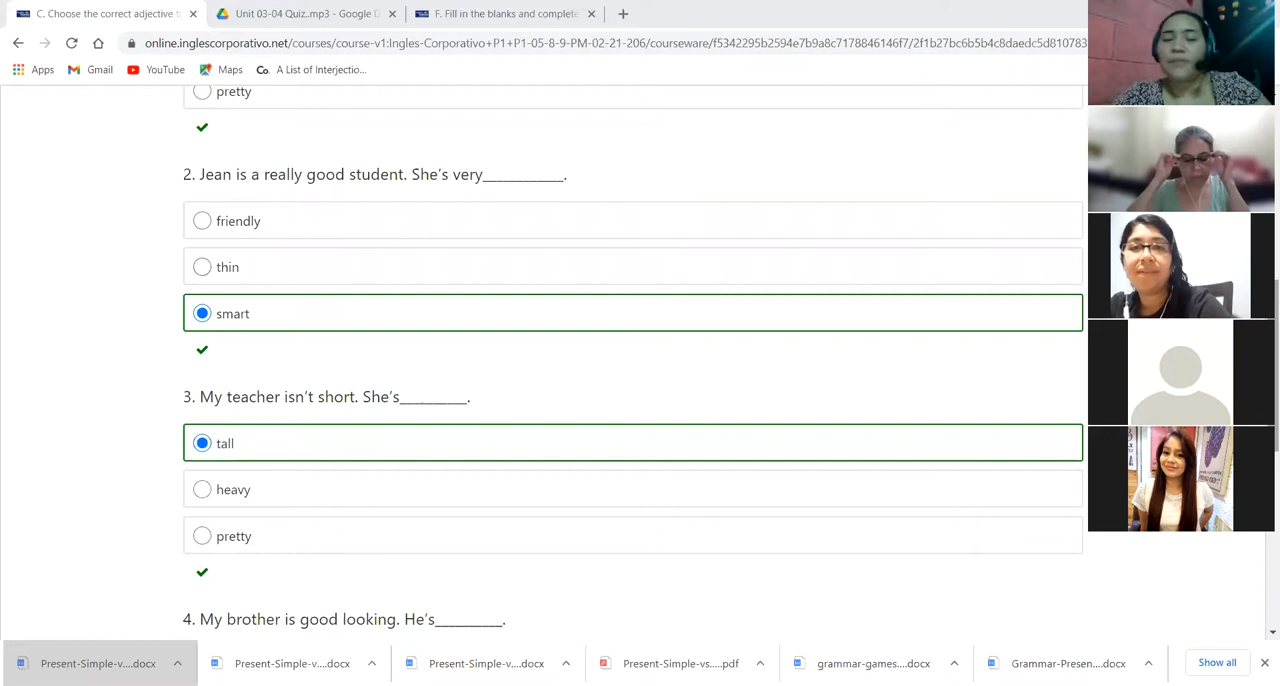 C. Choose the correct adjective t
Unit 03-04 Quiz..mp3 - Google D
F. Fill in the blanks and complete
online.inglescorporativo.net/courses/course-v1:Ingles-Corporativo+P1+P1-05-8-9-PM-02-21-206/courseware/f5342295b2594e7b9a8c7178846146f7/2f1b27bc6b5b4c8daedc5d810783
Apps Gmail YouTube Maps Co. A List of Interjectio...
pretty
2. Jean is a really good student. She's very____________.
friendly
thin
smart
3. My teacher isn't short. She's__________.
tall
heavy
pretty
4. My brother is good looking. He's__________.
Present-Simple-v....docx Present-Simple-v....docx Present-Simple-v....docx Present-Simple-vs.....pdf grammar-games....docx Grammar-Presen....docx Show all